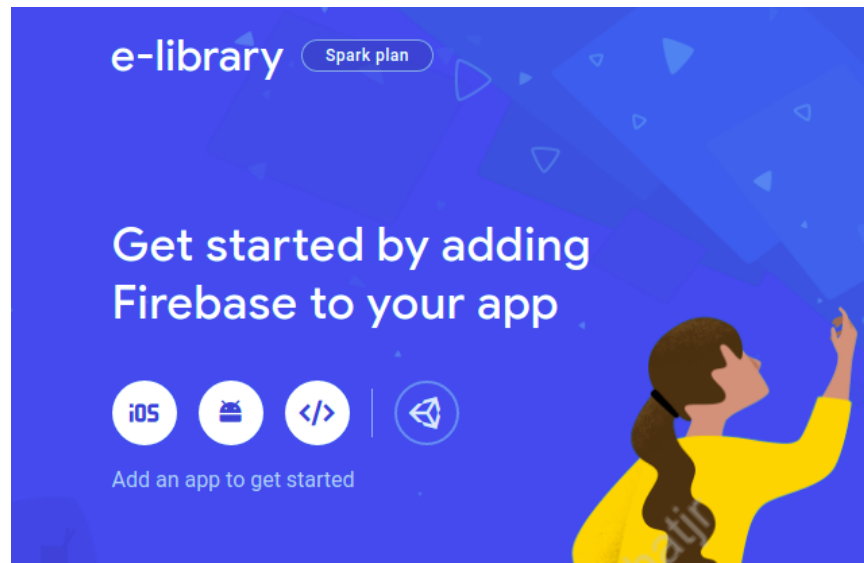 e-library Spark plan
Get started by adding
Firebase to your app
iOS </>
Add an app to get started